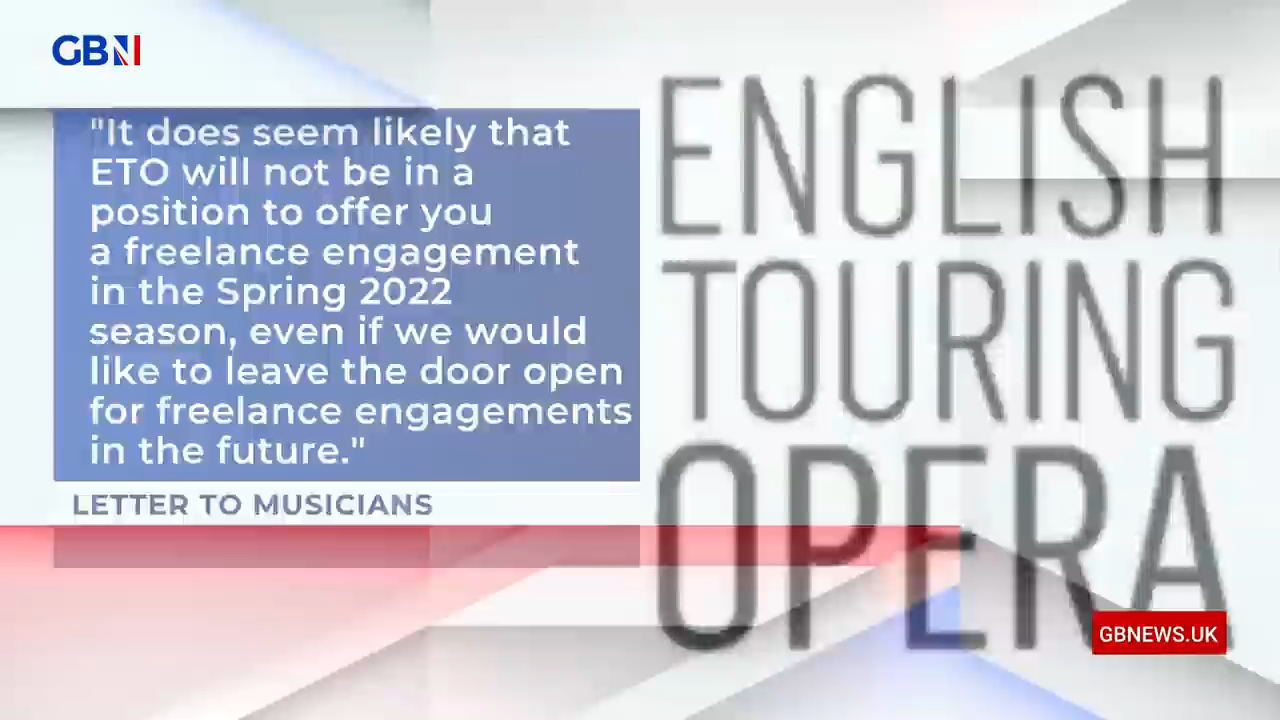 GBN
"It does seem likely that
ETO will not be in a
position to offer you
a freelance engagement
in the Spring 2022
season, even if we would
like to leave the door open
for freelance engagements
in the future."
LETTER TO MUSICIANS
ENGLISH
TOURING
OPERA
GBNEWS.UK